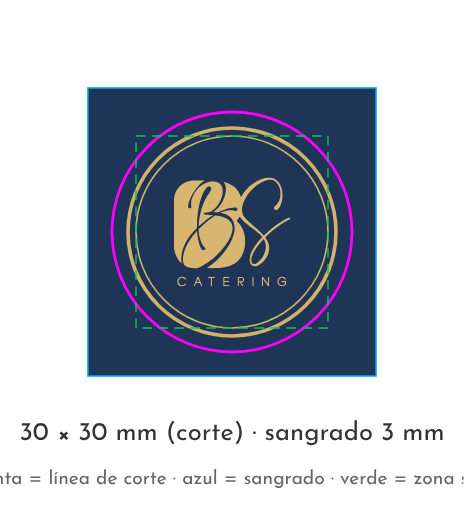 BS
CATERING
30 × 30 mm (corte) · sangrado 3 mm
= línea de corte · azul = sangrado · verde = zona